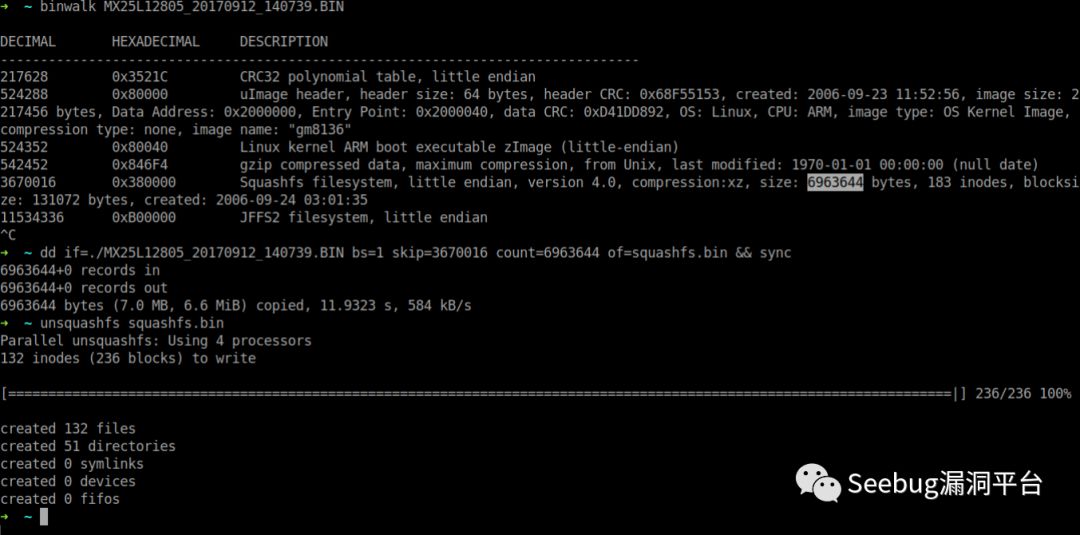 ➜  ~ binwalk MX25L12805_20170912_140739.BIN
DECIMAL       HEXADECIMAL     DESCRIPTION
--------------------------------------------------------------------------------
217628        0x3521C         CRC32 polynomial table, little endian
524288        0x80000         uImage header, header size: 64 bytes, header CRC: 0x68F55153, created: 2006-09-23 11:52:56, image size: 2
217456 bytes, Data Address: 0x2000000, Entry Point: 0x2000040, data CRC: 0xD41DD892, OS: Linux, CPU: ARM, image type: OS Kernel Image,
compression type: none, image name: "gm8136"
524352        0x80040         Linux kernel ARM boot executable zImage (little-endian)
542452        0x846F4         gzip compressed data, maximum compression, from Unix, last modified: 1970-01-01 00:00:00 (null date)
3670016       0x380000        Squashfs filesystem, little endian, version 4.0, compression:xz, size: 6963644 bytes, 183 inodes, blocksi
ze: 131072 bytes, created: 2006-09-24 03:01:35
11534336      0xB00000        JFFS2 filesystem, little endian
^C
➜  ~ dd if=./MX25L12805_20170912_140739.BIN bs=1 skip=3670016 count=6963644 of=squashfs.bin && sync
6963644+0 records in
6963644+0 records out
6963644 bytes (7.0 MB, 6.6 MiB) copied, 11.9323 s, 584 kB/s
➜  ~ unsquashfs squashfs.bin
Parallel unsquashfs: Using 4 processors
132 inodes (236 blocks) to write
[==============================================================================================================|] 236/236 100%
created 132 files
created 51 directories
created 0 symlinks
created 0 devices
created 0 fifos
➜  ~
Seebug漏洞平台